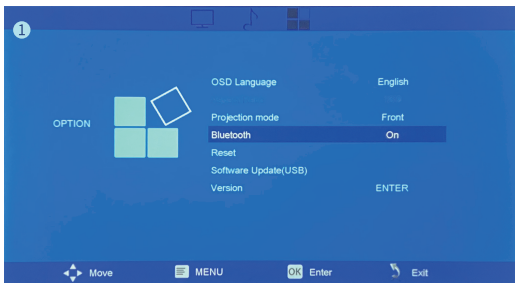 1
OSD Language English
Projection mode Front
OPTION
Bluetooth On
Reset
Software Update(USB)
Version ENTER
Move MENU OK Enter Exit